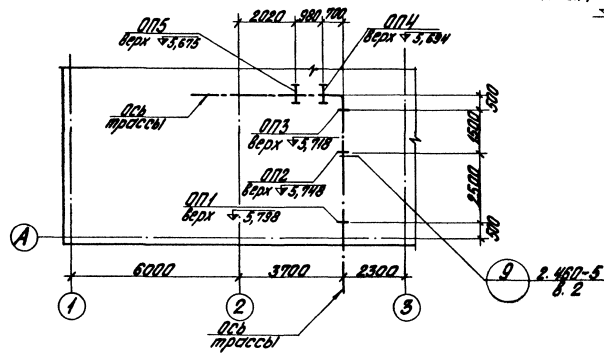 ОП5
верх 5,675
2020 980 700
ОП4
верх 5,694
Ось
трассы
ОП3
верх 5,718
ОП2
верх 5,748
ОП1
верх 5,798
500
1500
2500
500
А
6000 3700 2300
9 2.460-5
в. 2
1 2 3
Ось
трассы